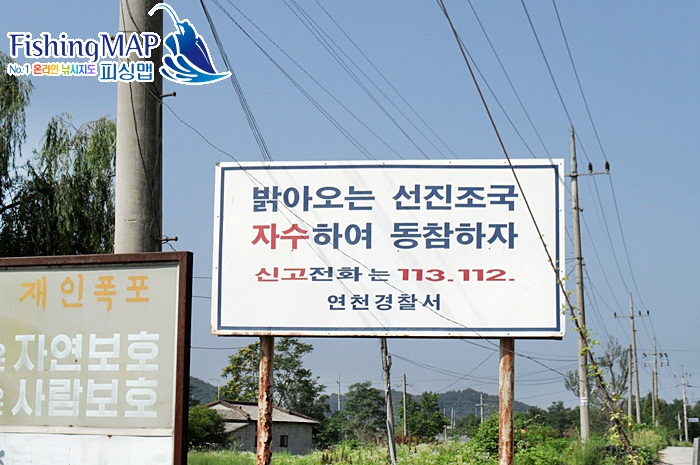 FishingMAP
No.1 온라인 낚시지도 피싱맵
밝아오는 선진조국
자수하여 동참하자
신고전화는 113.112.
연천경찰서
재인폭포
은 자연보호
은 사람보호